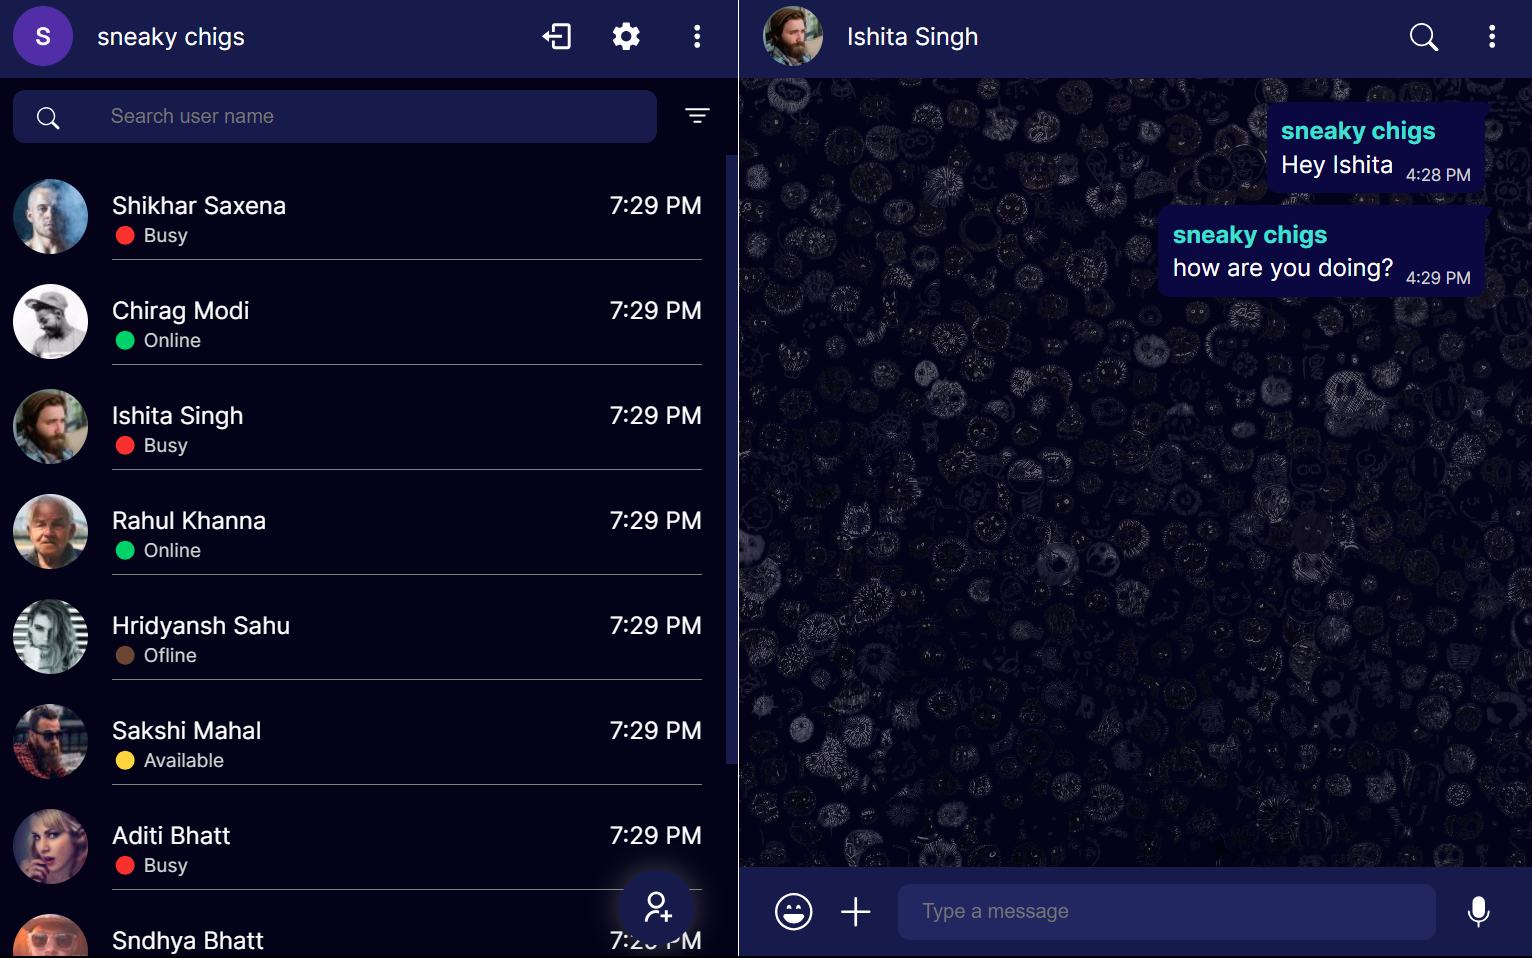 S
sneaky chigs
Search user name
Shikhar Saxena 7:29 PM
Busy
Chirag Modi 7:29 PM
Online
Ishita Singh 7:29 PM
Busy
Rahul Khanna 7:29 PM
Online
Hridyansh Sahu 7:29 PM
Ofline
Sakshi Mahal 7:29 PM
Available
Aditi Bhatt 7:29 PM
Busy
Sndhya Bhatt
Ishita Singh
sneaky chigs
Hey Ishita 4:28 PM
sneaky chigs
how are you doing? 4:29 PM
Type a message